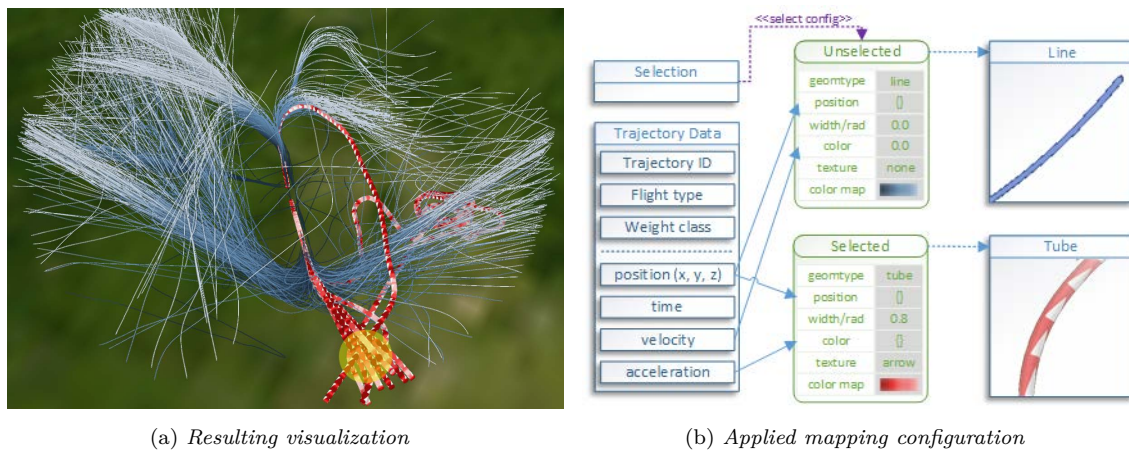 <<select config>>
Selection
Trajectory Data
Trajectory ID
Flight type
Weight class
position (x, y, z)
time
velocity
acceleration
Unselected
geomtype line
position []
width/rad 0.0
color 0.0
texture none
color map
Selected
geomtype tube
position []
width/rad 0.8
color []
texture arrow
color map
Line
Tube
(a) Resulting visualization
(b) Applied mapping configuration